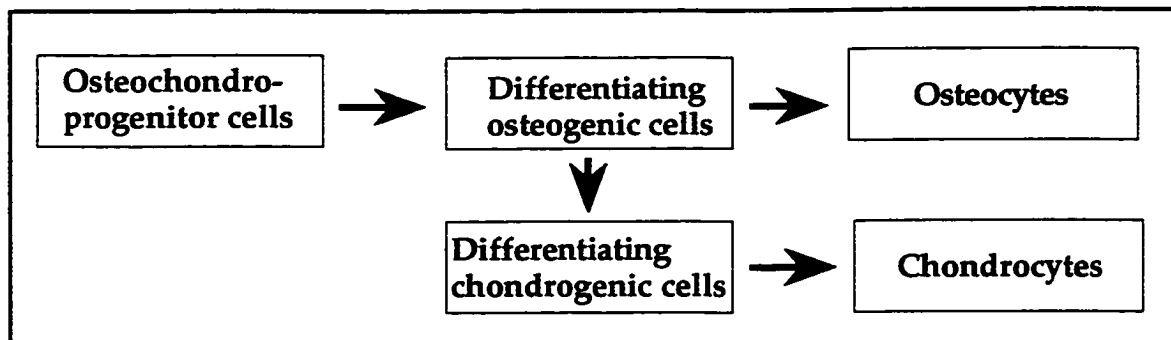 Osteochondro-
progenitor cells
Differentiating
osteogenic cells
Osteocytes
Differentiating
chondrogenic cells
Chondrocytes